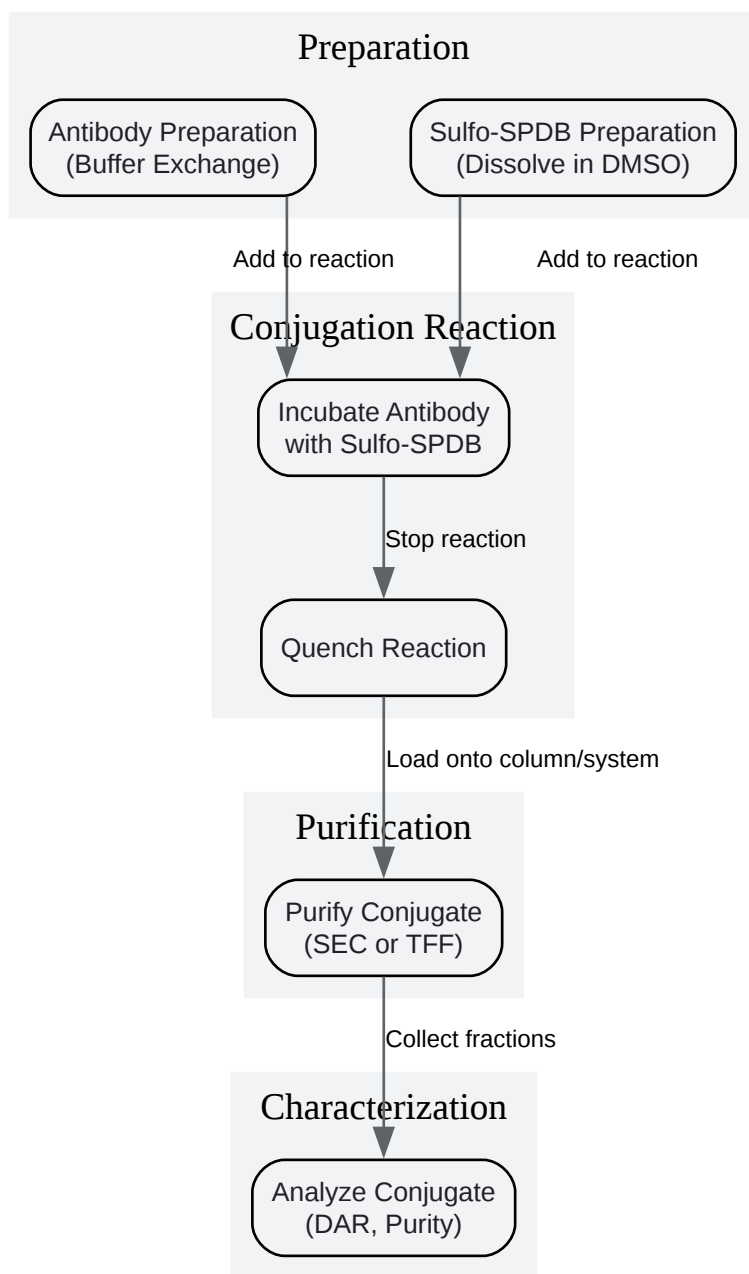 Preparation
Antibody Preparation
(Buffer Exchange)
Sulfo-SPDB Preparation
(Dissolve in DMSO)
Add to reaction
Add to reaction
Conjugation Reaction
Incubate Antibody
with Sulfo-SPDB
Stop reaction
Quench Reaction
Load onto column/system
Purification
Purify Conjugate
(SEC or TFF)
Collect fractions
Characterization
Analyze Conjugate
(DAR, Purity)